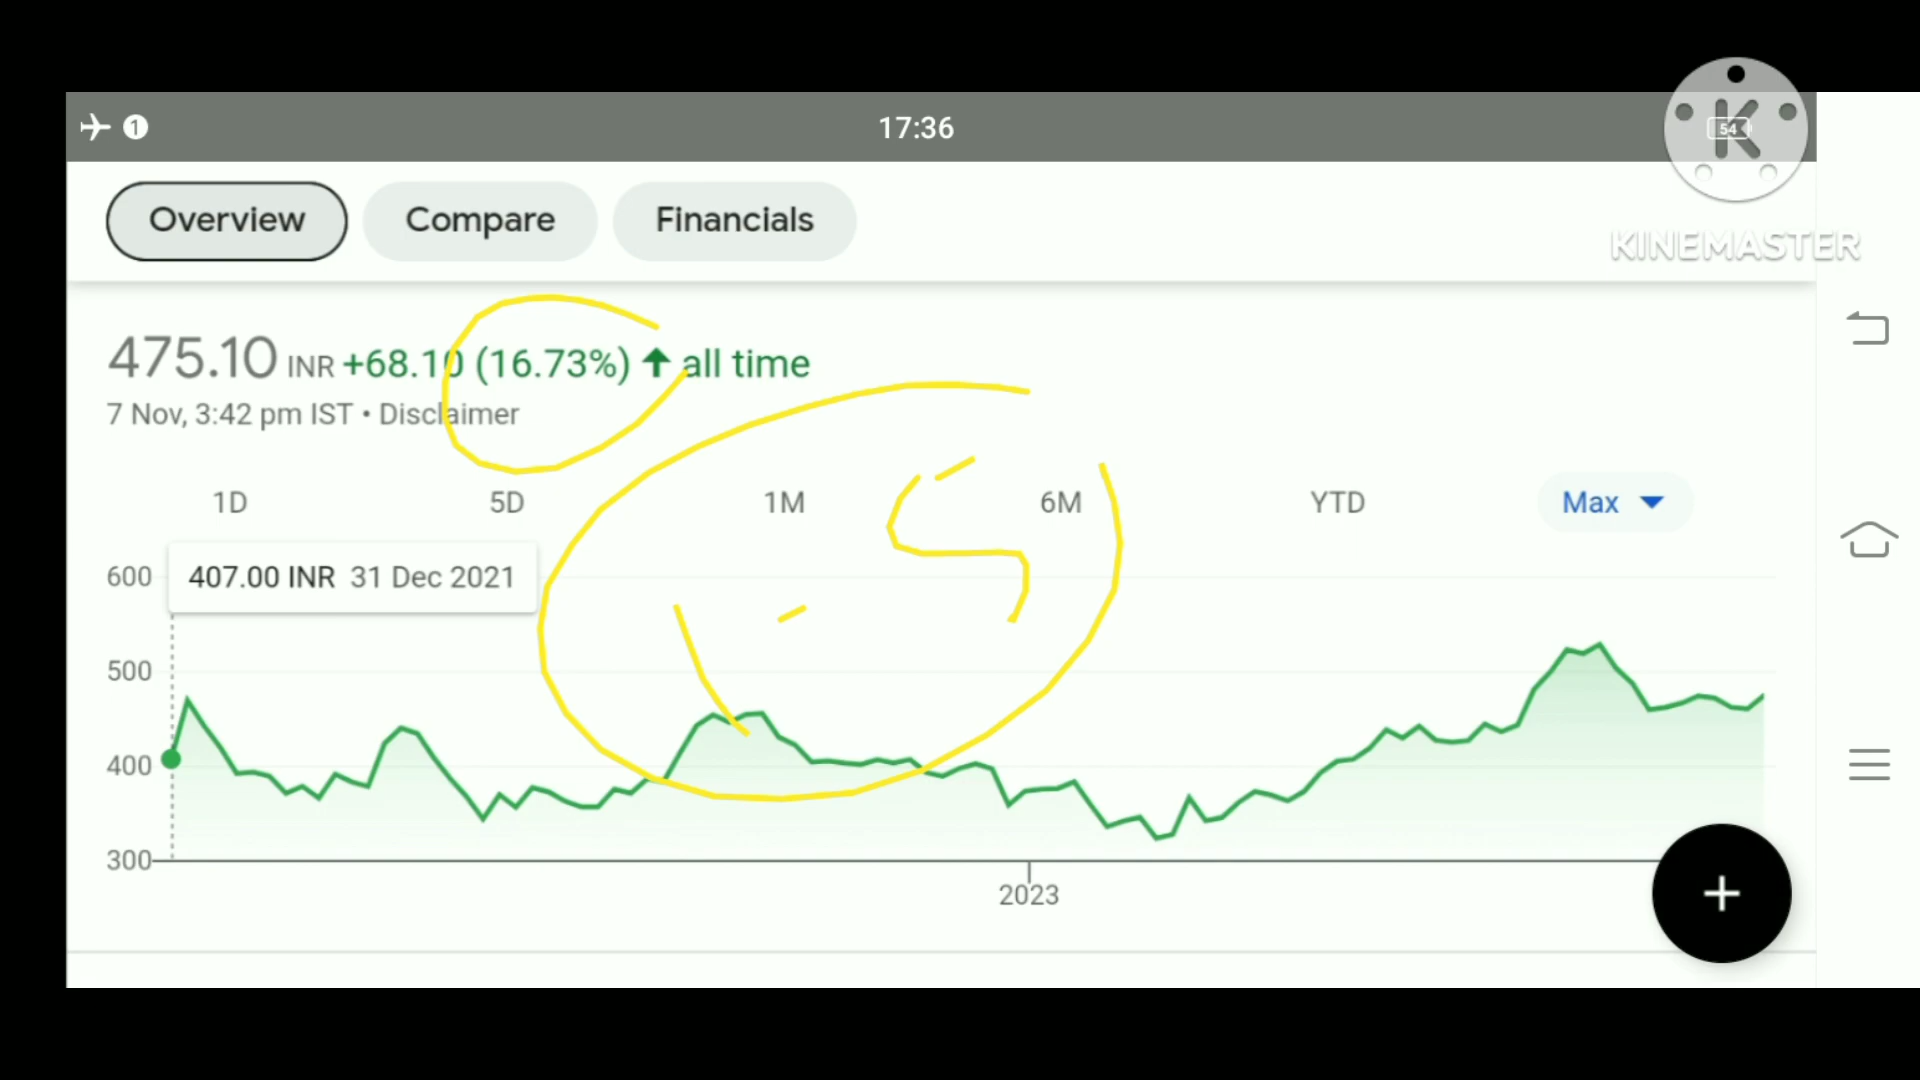 17:36
54
K
KINEMASTER
Overview Compare Financials
475.10 INR +68.10 (16.73%) ↑ all time
7 Nov, 3:42 pm IST • Disclaimer
1D 5D 1M 6M YTD Max
407.00 INR 31 Dec 2021
600
500
400
300
2023